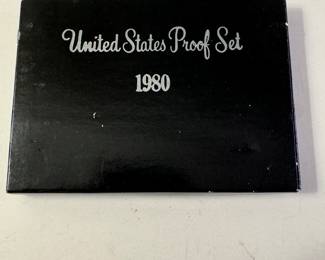 United States Proof Set
1980